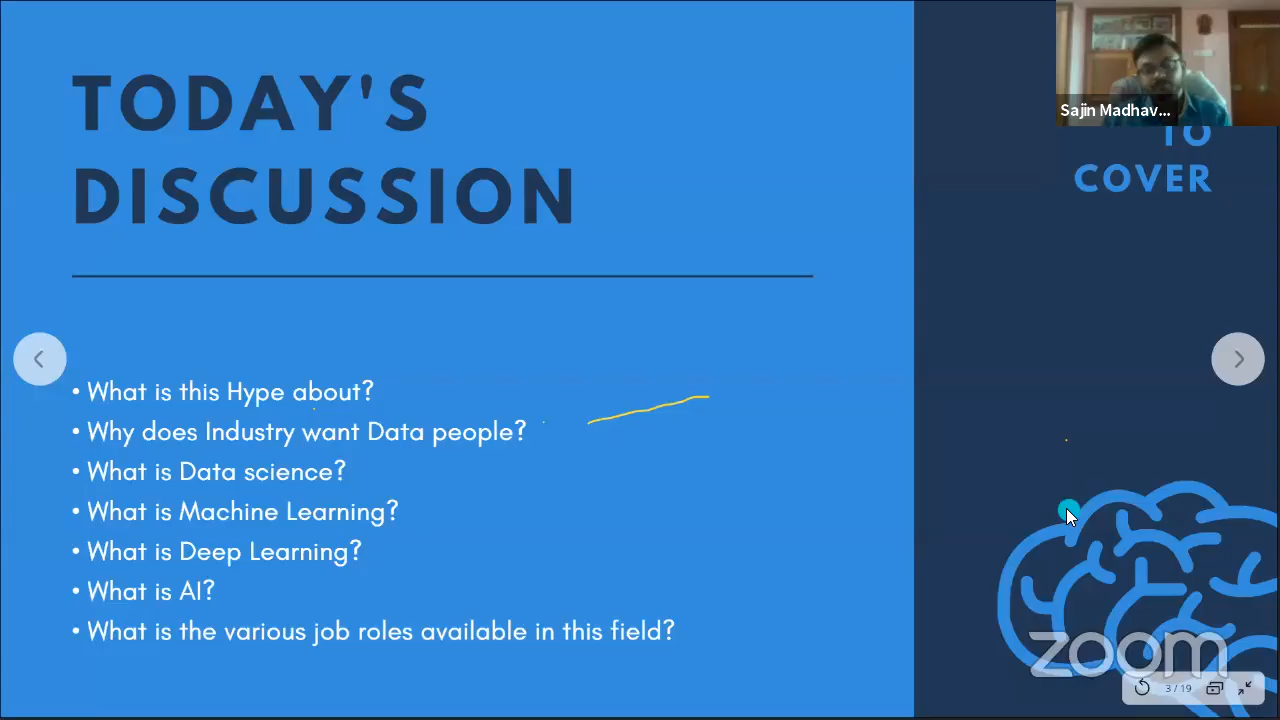 TODAY'S
DISCUSSION
Sajin Madhav...
TO
COVER
• What is this Hype about?
• Why does Industry want Data people?
• What is Data science?
• What is Machine Learning?
• What is Deep Learning?
• What is AI?
• What is the various job roles available in this field?
zoom
3 / 19